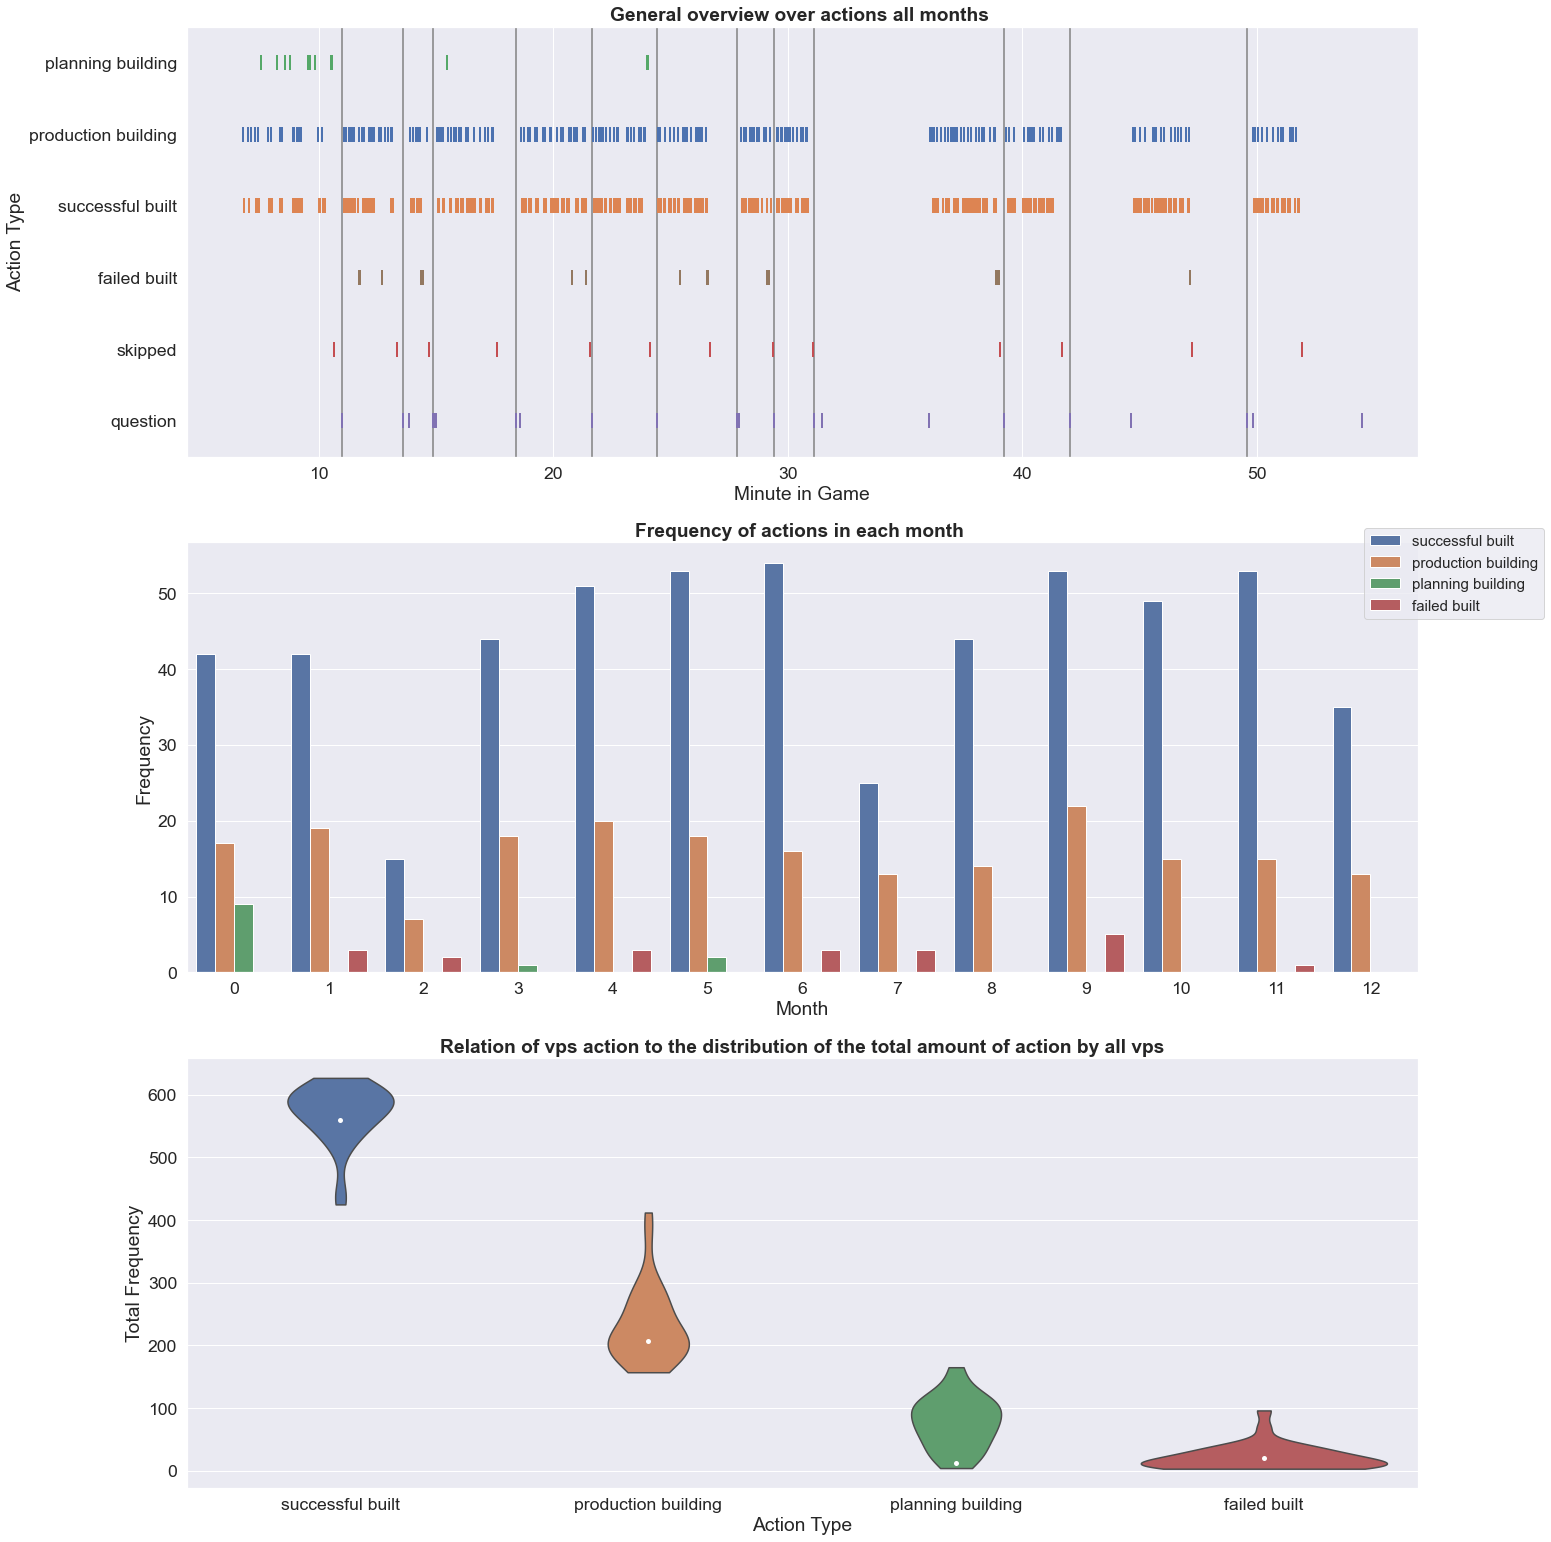 General overview over actions all months
planning building
production building
successful built
failed built
skipped
question
Action Type
10 20 30 40 50
Minute in Game
Frequency of actions in each month
successful built
production building
planning building
failed built
50
40
30
20
10
0
Frequency
0 1 2 3 4 5 6 7 8 9 10 11 12
Month
Relation of vps action to the distribution of the total amount of action by all vps
600
500
400
300
200
100
0
Total Frequency
successful built production building planning building failed built
Action Type